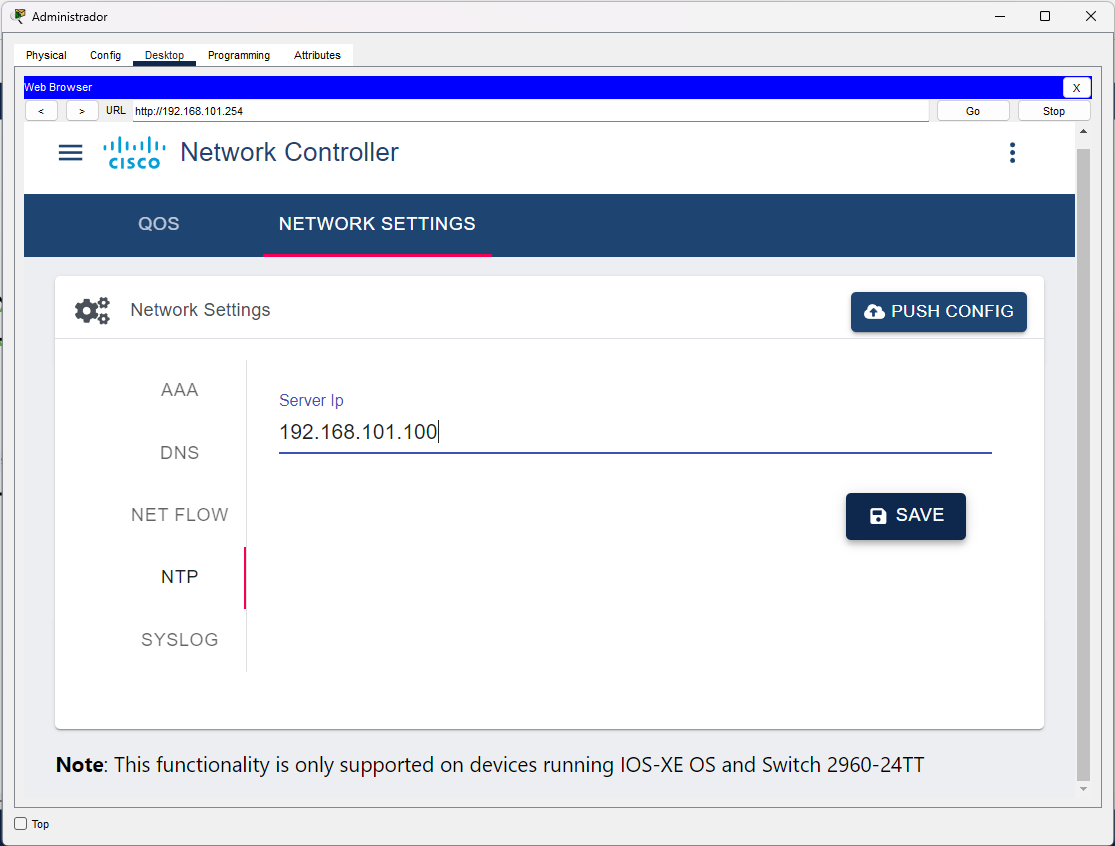 Administrador
Physical Config Desktop Programming Attributes
Web Browser X
< > URL http://192.168.101.254 Go Stop
CISCO Network Controller
QOS NETWORK SETTINGS
Network Settings PUSH CONFIG
AAA
Server Ip
192.168.101.100
DNS
NET FLOW SAVE
NTP
SYSLOG
Note: This functionality is only supported on devices running IOS-XE OS and Switch 2960-24TT
Top